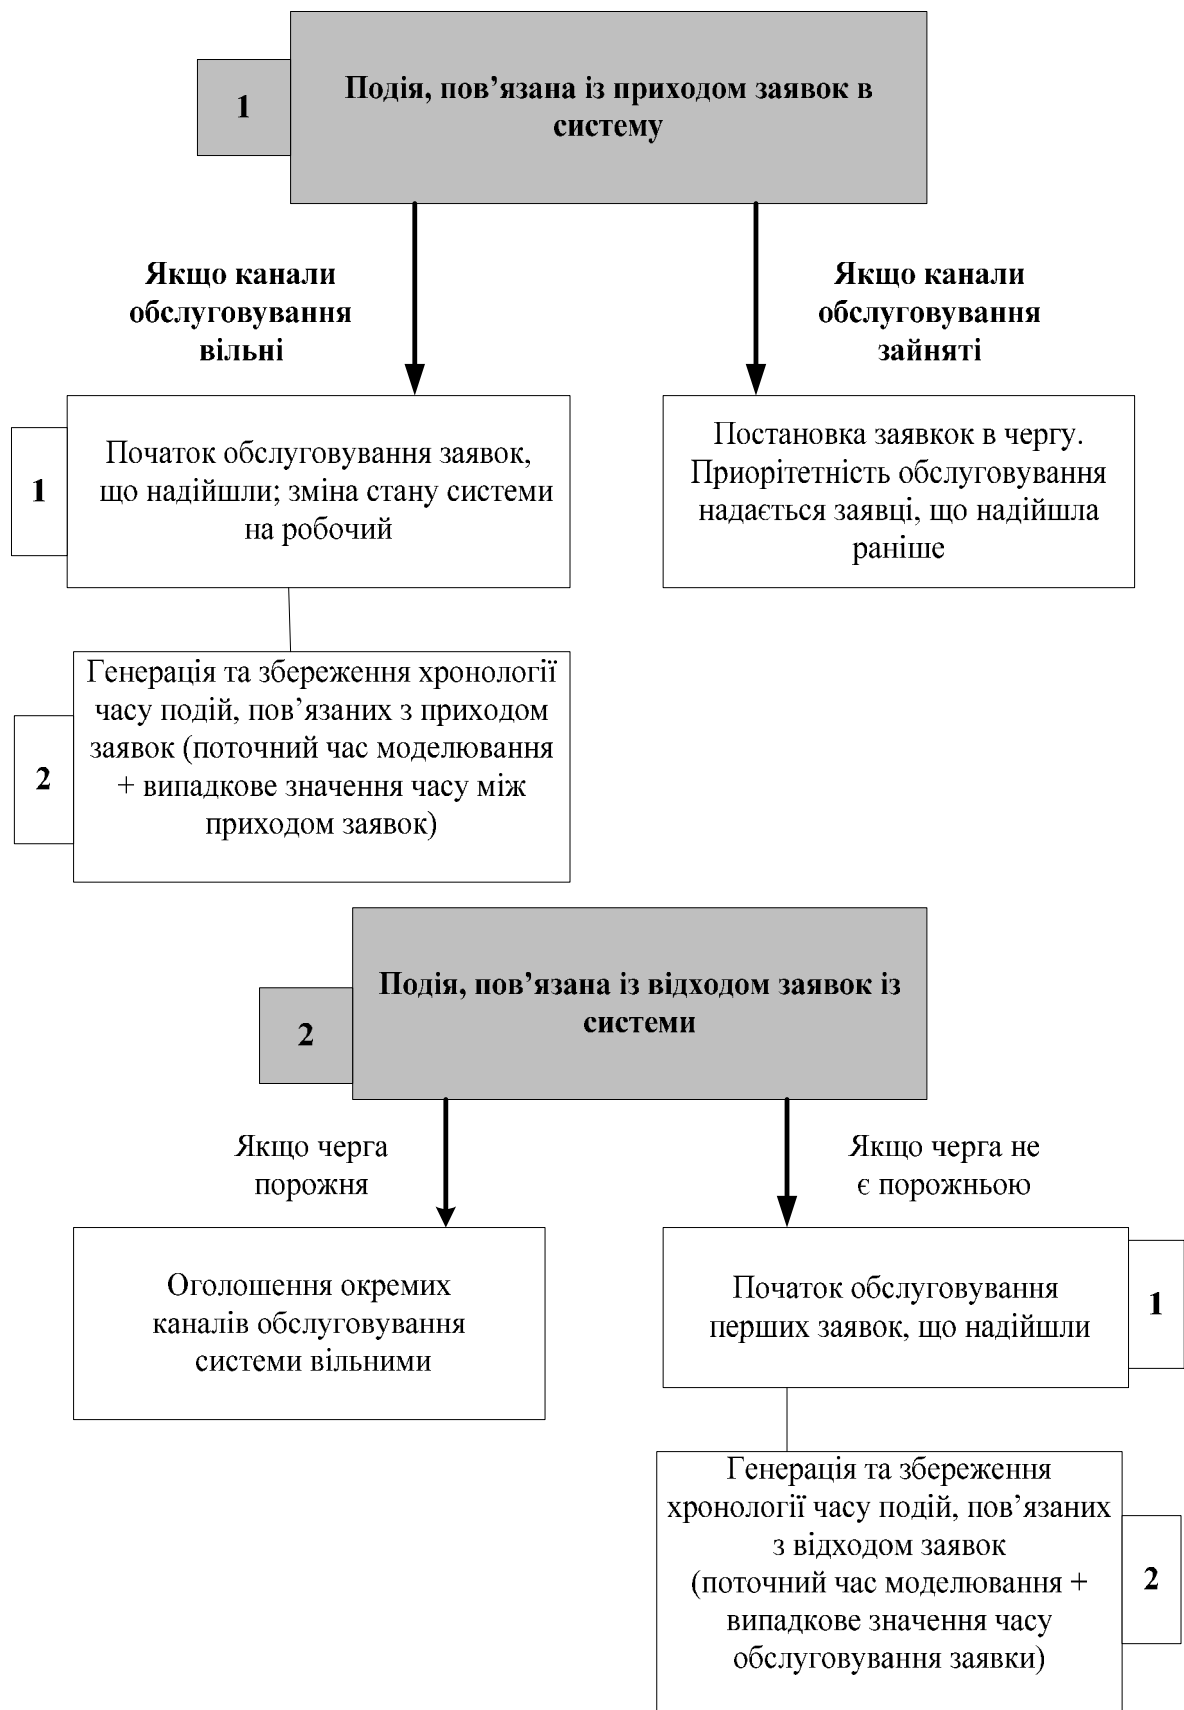 1
Подія, пов’язана із приходом заявок в
систему
Якщо канали
обслуговування
вільні
Якщо канали
обслуговування
зайняті
1
Початок обслуговування заявок,
що надійшли; зміна стану системи
на робочий
Постановка заявкок в чергу.
Приорітетність обслуговування
надається заявці, що надійшла
раніше
2
Генерація та збереження хронології
часу подій, пов’язаних з приходом
заявок (поточний час моделювання
+ випадкове значення часу між
приходом заявок)
2
Подія, пов’язана із відходом заявок із
системи
Якщо черга
порожня
Якщо черга не
є порожньою
Оголошення окремих
каналів обслуговування
системи вільними
Початок обслуговування
перших заявок, що надійшли
1
Генерація та збереження
хронології часу подій, пов’язаних
з відходом заявок
(поточний час моделювання +
випадкове значення часу
обслуговування заявки)
2